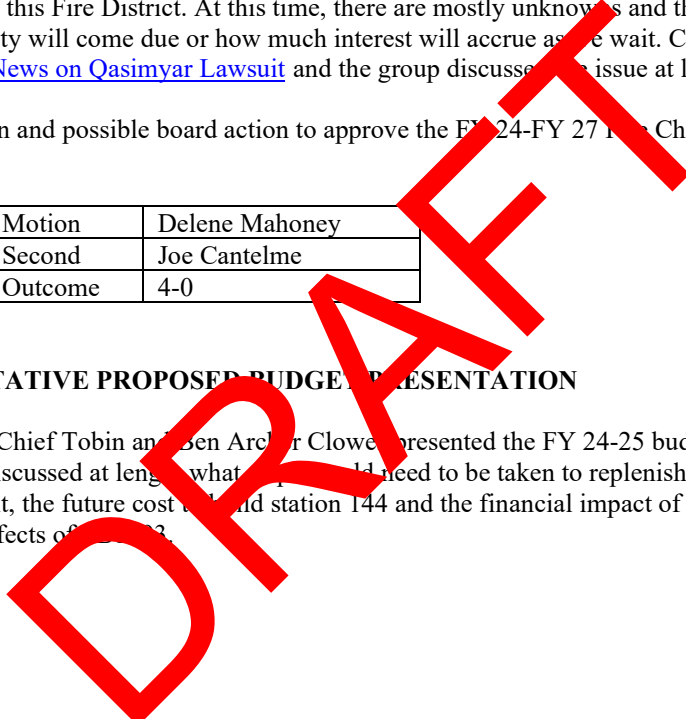 this Fire District. At this time, there are mostly unknowns and th
ty will come due or how much interest will accrue as we wait. C
News on Qasimyar Lawsuit and the group discussed the issue at l
n and possible board action to approve the FY 24-FY 27 Ch
Motion Delene Mahoney
Second Joe Cantelme
Outcome 4-0
TATIVE PROPOSED BUDGET PRESENTATION
Chief Tobin and Ben Archer Clowe presented the FY 24-25 bud
scussed at length what need to be taken to replenish
t, the future cost to build station 144 and the financial impact of
fects of
DRAFT